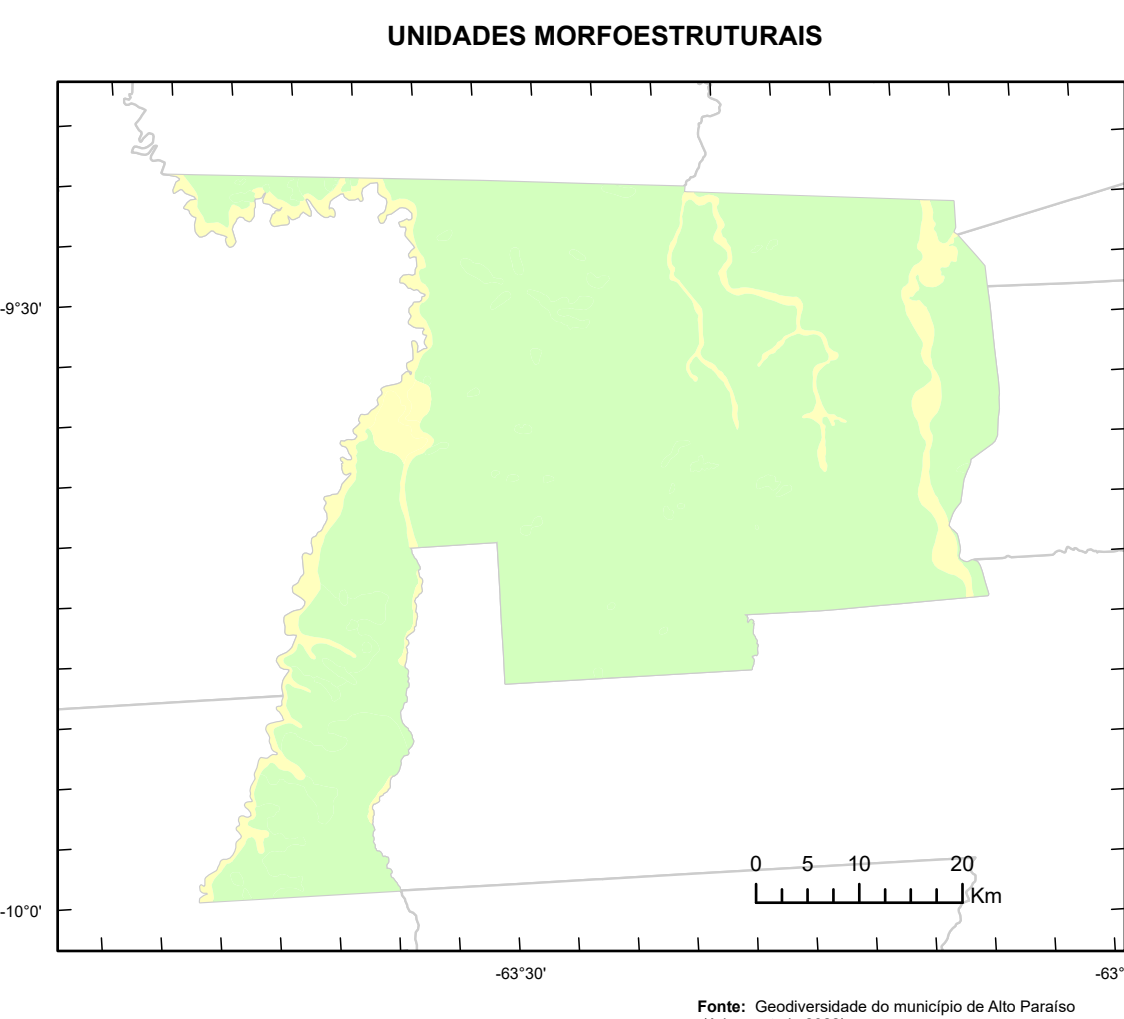 UNIDADES MORFOESTRUTURAIS
-9°30'
0 5 10 20
Km
-10°0'
-63°30'
-63°
Fonte: Geodiversidade do município de Alto Paraíso